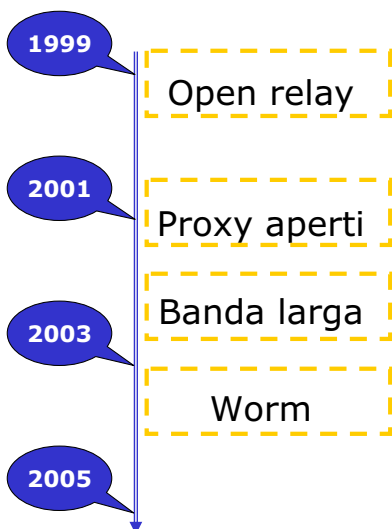 1999
Open relay
2001
Proxy aperti
Banda larga
2003
Worm
2005